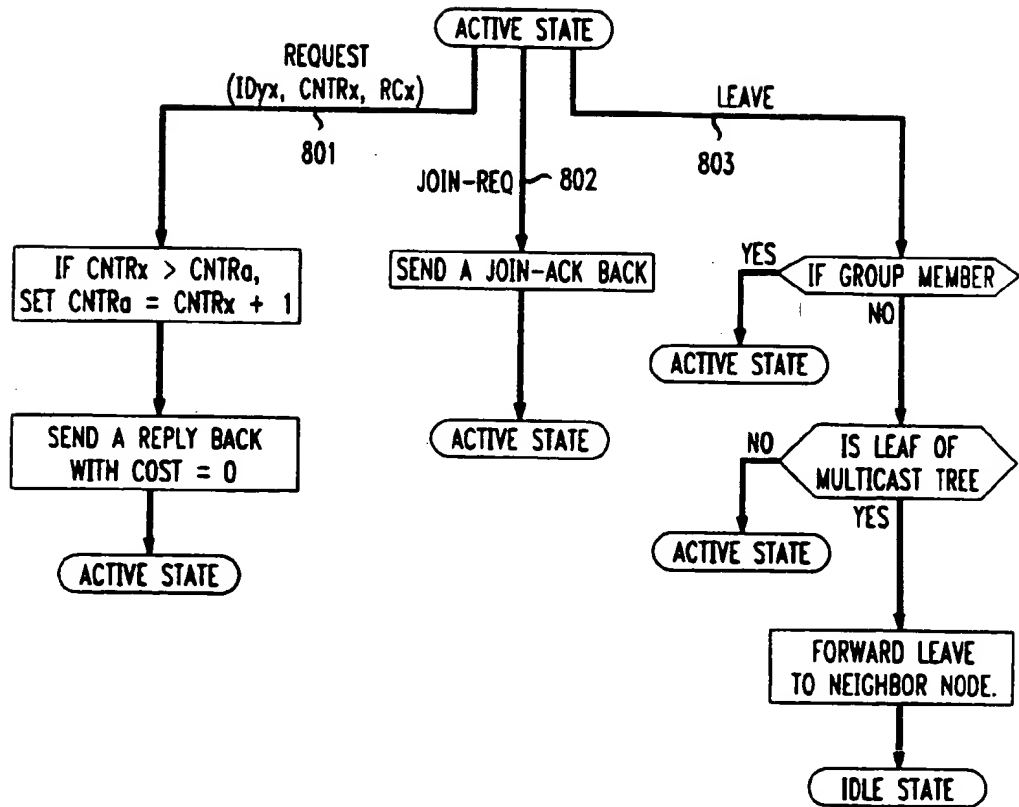 ACTIVE STATE
REQUEST
(IDyx, CNTRx, RCx)
801
JOIN-REQ
802
LEAVE
803
IF CNTRx > CNTRa,
SET CNTRa = CNTRx + 1
SEND A REPLY BACK
WITH COST = 0
ACTIVE STATE
SEND A JOIN-ACK BACK
ACTIVE STATE
YES
IF GROUP MEMBER
NO
ACTIVE STATE
NO
IS LEAF OF
MULTICAST TREE
YES
ACTIVE STATE
FORWARD LEAVE
TO NEIGHBOR NODE.
IDLE STATE